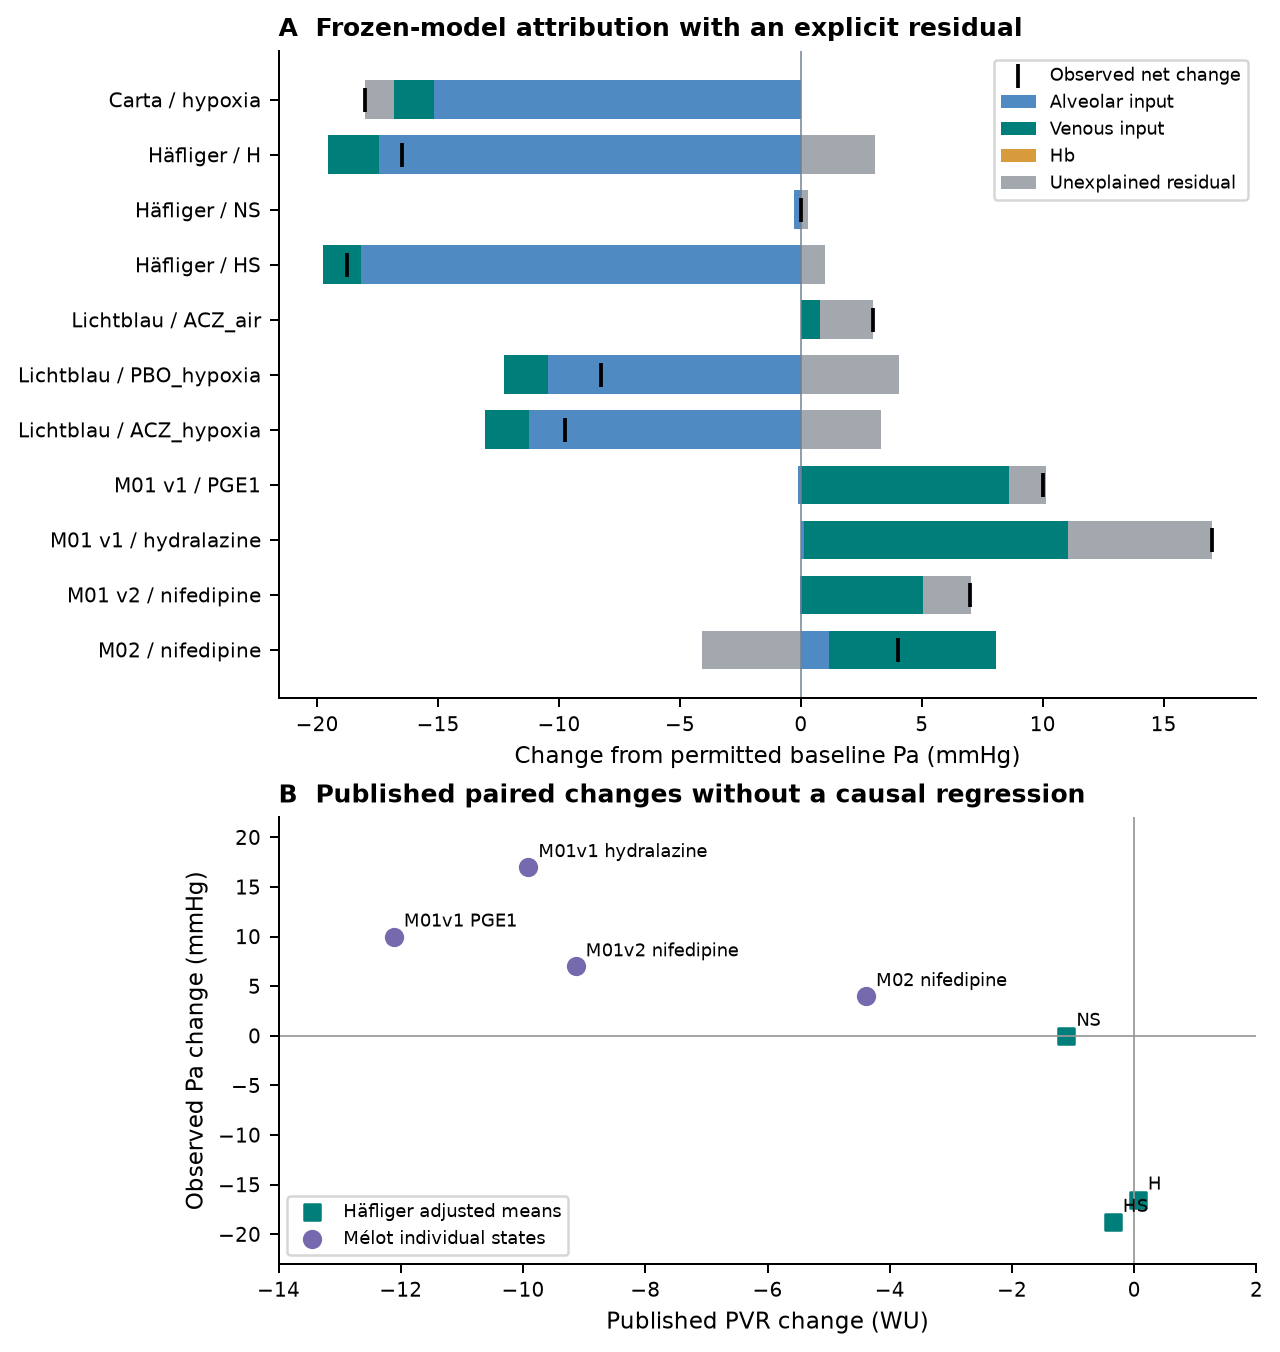 A Frozen-model attribution with an explicit residual
Observed net change
Alveolar input
Venous input
Hb
Unexplained residual
Carta / hypoxia
Häfliger / H
Häfliger / NS
Häfliger / HS
Lichtblau / ACZ_air
Lichtblau / PBO_hypoxia
Lichtblau / ACZ_hypoxia
M01 v1 / PGE1
M01 v1 / hydralazine
M01 v2 / nifedipine
M02 / nifedipine
−20 −15 −10 −5 0 5 10 15
Change from permitted baseline Pa (mmHg)
B Published paired changes without a causal regression
Observed Pa change (mmHg)
20
15
10
5
0
−5
−10
−15
−20
M01v1 hydralazine
M01v1 PGE1
M01v2 nifedipine
M02 nifedipine
NS
H
HS
Häfliger adjusted means
Mélot individual states
−14 −12 −10 −8 −6 −4 −2 0 2
Published PVR change (WU)